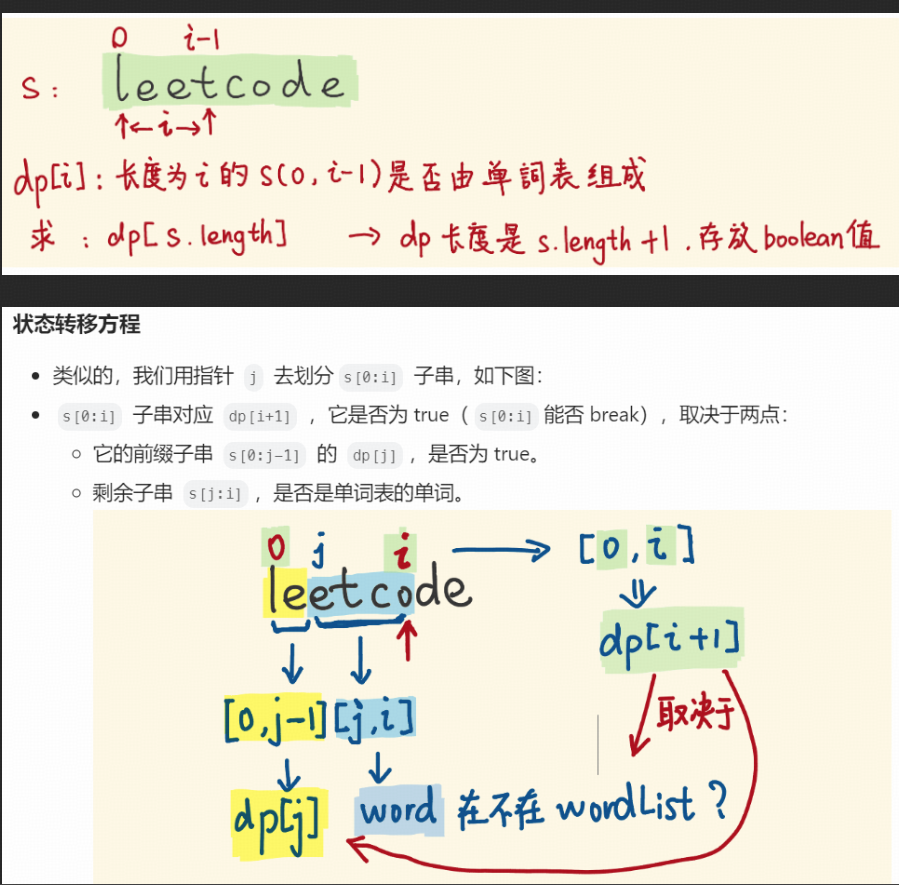 0 i-1
s: leetcode
←i→
dp[i]: 长度为 i 的 s(0, i-1) 是否由单詞表组成
求 : dp[s.length] → dp 长度是 s.length+1.存放boolean值
状态转移方程
类似的，我们用指针 j 去划分 s[0:i] 子串，如下图：
s[0:i] 子串对应 dp[i+1] ，它是否为 true（ s[0:i] 能否 break），取决于两点：
它的前缀子串 s[0:j-1] 的 dp[j] ，是否为 true。
剩余子串 s[j:i] ，是否是单词表的单词。
0 j i → [0,i]
leetcode
dp[i+1]
[0,j-1] [j,i] 取决于
dp[j] word 在不在 wordList ?